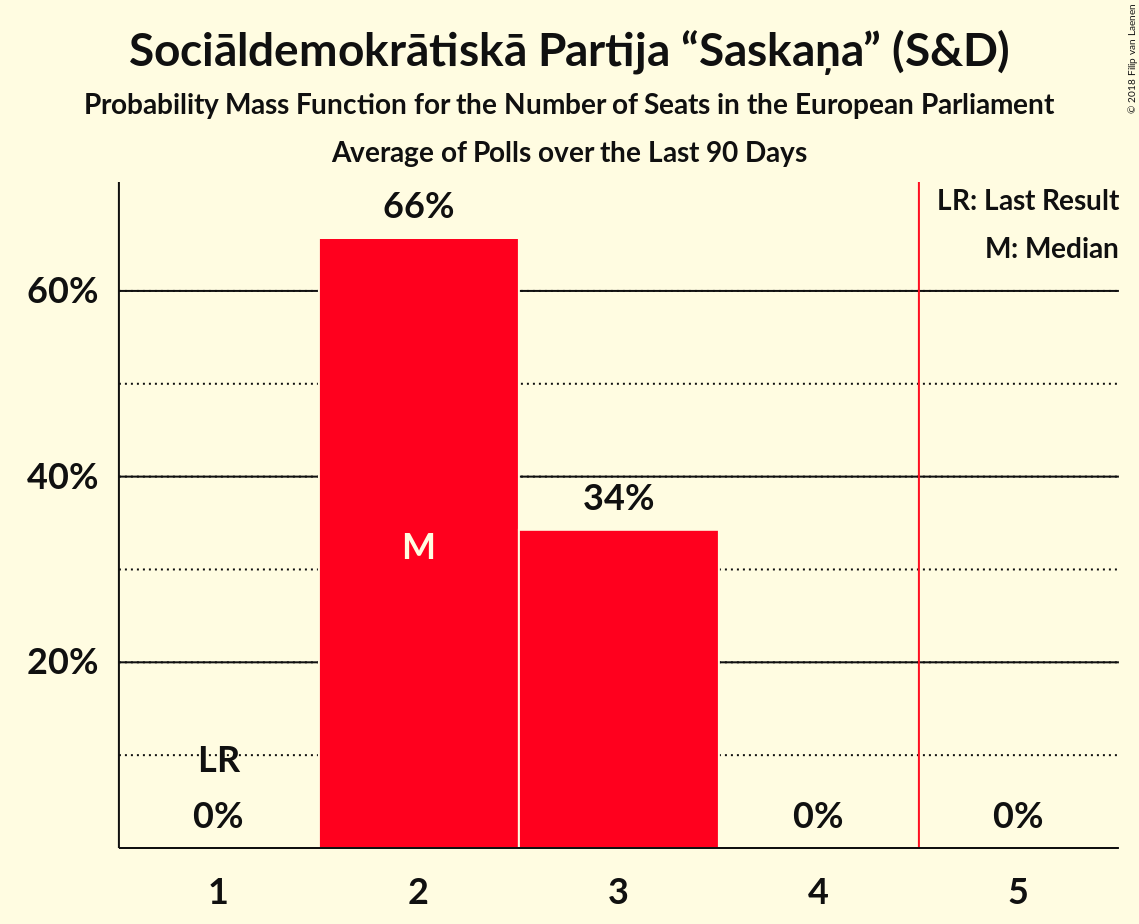 Sociāldemokrātiskā Partija “Saskaņa” (S&D)
Probability Mass Function for the Number of Seats in the European Parliament
Average of Polls over the Last 90 Days
© 2018 Filip van Laenen
LR: Last Result
M: Median
66%
60%
40%
34%
M
20%
LR
0%
0%
0%
1
2
3
4
5